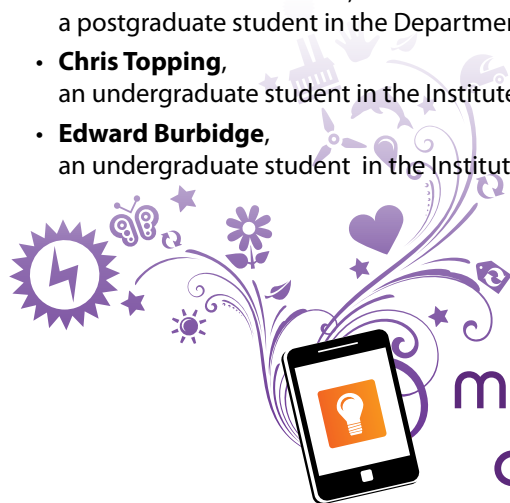 a postgraduate student in the Departmen
• Chris Topping,
an undergraduate student in the Institute
• Edward Burbidge,
an undergraduate student in the Institut
m